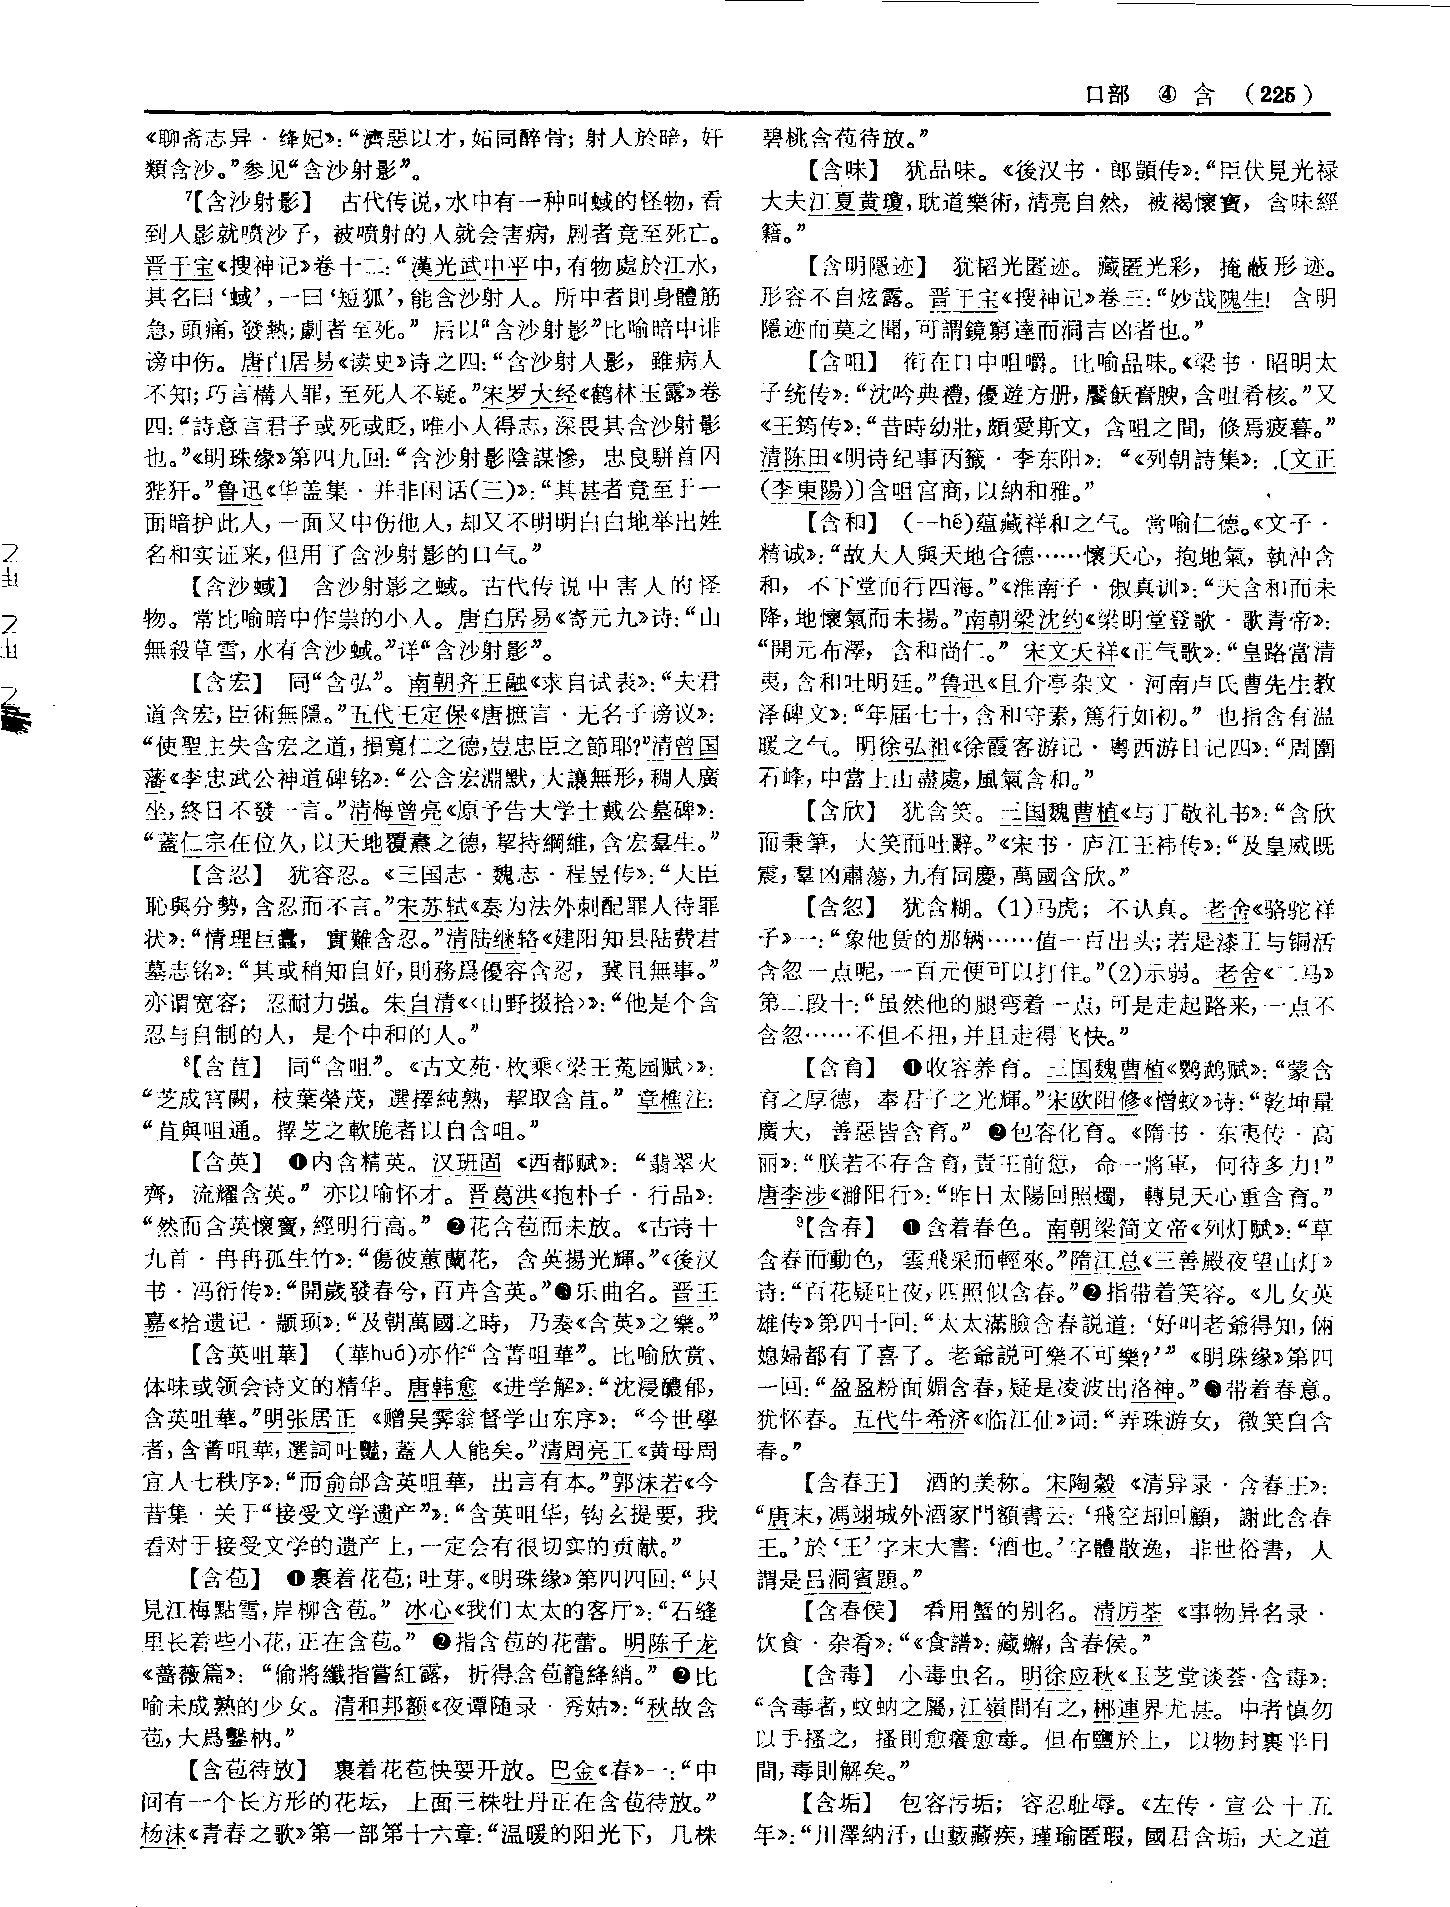 口部 ④ 含 （225）
《聊斋志异·绛妃》：“濟惡以才，妬同醉骨；射人於暗，奸
類含沙。”参见“含沙射影”。
⁷【含沙射影】 古代传说，水中有一种叫蜮的怪物，看
到人影就喷沙子，被喷射的人就会害病，剧者竟至死亡。
晋干宝《搜神记》卷十二：“漢光武中平中，有物處於江水，
其名曰‘蜮’，一曰‘短狐’，能含沙射人。所中者則身體筋
急，頭痛，發熱；劇者至死。”后以“含沙射影”比喻暗中诽
谤中伤。唐白居易《读史》诗之四：“含沙射人影，雖病人
不知；巧言構人罪，至死人不疑。”宋罗大经《鹤林玉露》卷
四：“詩意言君子或死或貶，唯小人得志，深畏其含沙射影
也。”《明珠缘》第四九回：“含沙射影陰謀慘，忠良駢首囚
狴犴。”鲁迅《华盖集·并非闲话（三）》：“其甚者竟至于一
面暗护此人，一面又中伤他人，却又不明明白白地举出姓
名和实证来，但用了含沙射影的口气。”
【含沙蜮】 含沙射影之蜮。古代传说中害人的怪
物。常比喻暗中作祟的小人。唐白居易《寄元九》诗：“山
無殺草霜，水有含沙蜮。”详“含沙射影”。
【含宏】 同“含弘”。南朝齐王融《求自试表》：“夫君
道含宏，臣術無隱。”五代王定保《唐摭言·无名子谤议》：
“使聖主失含宏之道，損寬仁之德，豈忠臣之節耶？”清曾国
藩《李忠武公神道碑铭》：“公含宏淵默，大讓無形，稠人廣
坐，終日不發一言。”清梅曾亮《原予告大学士戴公墓碑》：
“蓋仁宗在位久，以天地覆燾之德，挈持綱維，含宏羣生。”
【含忍】 犹容忍。《三国志·魏志·程昱传》：“大臣
恥與分勢，含忍而不言。”宋苏轼《奏为法外刺配罪人待罪
状》：“情理巨蠹，實難含忍。”清陆继辂《建阳知县陆费君
墓志铭》：“其或稍知自好，則務爲優容含忍，冀且無事。”
亦谓宽容；忍耐力强。朱自清《〈山野掇拾〉》：“他是个含
忍与自制的人，是个中和的人。”
⁸【含苴】 同“含咀”。《古文苑·枚乘〈梁王菟园赋〉》：
“芝成宫闕，枝葉榮茂，選擇純熟，挈取含苴。”章樵注：
“苴與咀通。擇芝之軟脆者以自含咀。”
【含英】 ❶内含精英。汉班固《西都赋》：“翡翠火
齊，流耀含英。”亦以喻怀才。晋葛洪《抱朴子·行品》：
“然而含英懷寶，經明行高。”❷花含苞而未放。《古诗十
九首·冉冉孤生竹》：“傷彼蕙蘭花，含英揚光輝。”《後汉
书·冯衍传》：“開歲發春兮，百卉含英。”❸乐曲名。晋王
嘉《拾遗记·颛顼》：“及朝萬國之時，乃奏《含英》之樂。”
【含英咀華】 （華huá）亦作“含菁咀華”。比喻欣赏、
体味或领会诗文的精华。唐韩愈《进学解》：“沈浸醲郁，
含英咀華。”明张居正《赠吴霁翁督学山东序》：“今世學
者，含菁咀華，選詞吐豔，蓋人人能矣。”清周亮工《黄母周
宜人七秩序》：“而俞邰含英咀華，出言有本。”郭沫若《今
昔集·关于“接受文学遗产”》：“含英咀华，钩玄提要，我
看对于接受文学的遗产上，一定会有很切实的贡献。”
【含苞】 ❶裹着花苞；吐芽。《明珠缘》第四四回：“只
見江梅點雪，岸柳含苞。”冰心《我们太太的客厅》：“石缝
里长着些小花，正在含苞。”❷指含苞的花蕾。明陈子龙
《蔷薇篇》：“偷將纖指嘗紅露，折得含苞籠絳綃。”❷比
喻未成熟的少女。清和邦额《夜谭随录·秀姑》：“秋故含
苞，大爲鑿枘。”
【含苞待放】 裹着花苞快要开放。巴金《春》一：“中
间有一个长方形的花坛，上面三株牡丹正在含苞待放。”
杨沫《青春之歌》第一部第十六章：“温暖的阳光下，几株
碧桃含苞待放。”
【含味】 犹品味。《後汉书·郎顗传》：“臣伏見光禄
大夫江夏黄瓊，耽道樂術，清亮自然，被褐懷寶，含味經
籍。”
【含明隱迹】 犹韬光匿迹。藏匿光彩，掩蔽形迹。
形容不自炫露。晋干宝《搜神记》卷三：“妙哉隗生！含明
隱迹而莫之聞，可謂鏡窮達而洞吉凶者也。”
【含咀】 衔在口中咀嚼。比喻品味。《梁书·昭明太
子统传》：“沈吟典禮，優遊方册，饜飫膏腴，含咀肴核。”又
《王筠传》：“昔時幼壯，頗愛斯文，含咀之間，倏焉疲暮。”
清陈田《明诗纪事丙籤·李东阳》：“《列朝詩集》：〔文正
（李東陽）〕含咀宫商，以納和雅。”
【含和】 （—hé）蕴藏祥和之气。常喻仁德。《文子·
精诚》：“故大人與天地合德……懷天心，抱地氣，執沖含
和，不下堂而行四海。”《淮南子·俶真训》：“天含和而未
降，地懷氣而未揚。”南朝梁沈约《梁明堂登歌·歌青帝》：
“開元布澤，含和尚仁。”宋文天祥《正气歌》：“皇路當清
夷，含和吐明廷。”鲁迅《且介亭杂文·河南卢氏曹先生教
泽碑文》：“年届七十，含和守素，篤行如初。”也指含有温
暖之气。明徐弘祖《徐霞客游记·粤西游日记四》：“周圍
石峰，中當上山盡處，風氣含和。”
【含欣】 犹含笑。三国魏曹植《与丁敬礼书》：“含欣
而秉筆，大笑而吐辭。”《宋书·庐江王祎传》：“及皇威既
震，羣凶肅蕩，九有同慶，萬國含欣。”
【含忽】 犹含糊。（1）马虎；不认真。老舍《骆驼祥
子》一：“象他赁的那辆……值一百出头；若是漆工与铜活
含忽一点呢，一百元便可以打住。”（2）示弱。老舍《二马》
第二段十：“虽然他的腿弯着一点，可是走起路来，一点不
含忽……不但不扭，并且走得飞快。”
【含育】 ❶收容养育。三国魏曹植《鹦鹉赋》：“蒙含
育之厚德，奉君子之光輝。”宋欧阳修《憎蚊》诗：“乾坤量
廣大，善惡皆含育。”❷包容化育。《隋书·东夷传·高
丽》：“朕若不存含育，責王前愆，命一將軍，何待多力！”
唐李涉《濉阳行》：“昨日太陽回照燭，轉見天心重含育。”
⁹【含春】 ❶含着春色。南朝梁简文帝《列灯赋》：“草
含春而動色，雲飛采而輕來。”隋江总《三善殿夜望山灯》
诗：“百花疑吐夜，四照似含春。”❷指带着笑容。《儿女英
雄传》第四十回：“太太滿臉含春説道：‘好叫老爺得知，倆
媳婦都有了喜了。老爺説可樂不可樂？’”《明珠缘》第四
一回：“盈盈粉面媚含春，疑是凌波出洛神。”❸带着春意。
犹怀春。五代牛希济《临江仙》词：“弄珠游女，微笑自含
春。”
【含春王】 酒的美称。宋陶穀《清异录·含春王》：
“唐末，馮翊城外酒家門額書云：‘飛空却回顧，謝此含春
王。’於‘王’字末大書：‘酒也。’字體散逸，非世俗書，人
謂是吕洞賓題。”
【含春侯】 肴用蟹的别名。清厉荃《事物异名录·
饮食·杂肴》：“《食譜》：藏蠏，含春侯。”
【含毒】 小毒虫名。明徐应秋《玉芝堂谈荟·含毒》：
“含毒者，蚊蚋之屬，江嶺間有之，郴連界尤甚。中者慎勿
以手搔之，搔則愈癢愈毒。但布鹽於上，以物封裹半日
間，毒則解矣。”
【含垢】 包容污垢；容忍耻辱。《左传·宣公十五
年》：“川澤納汙，山藪藏疾，瑾瑜匿瑕，國君含垢，天之道